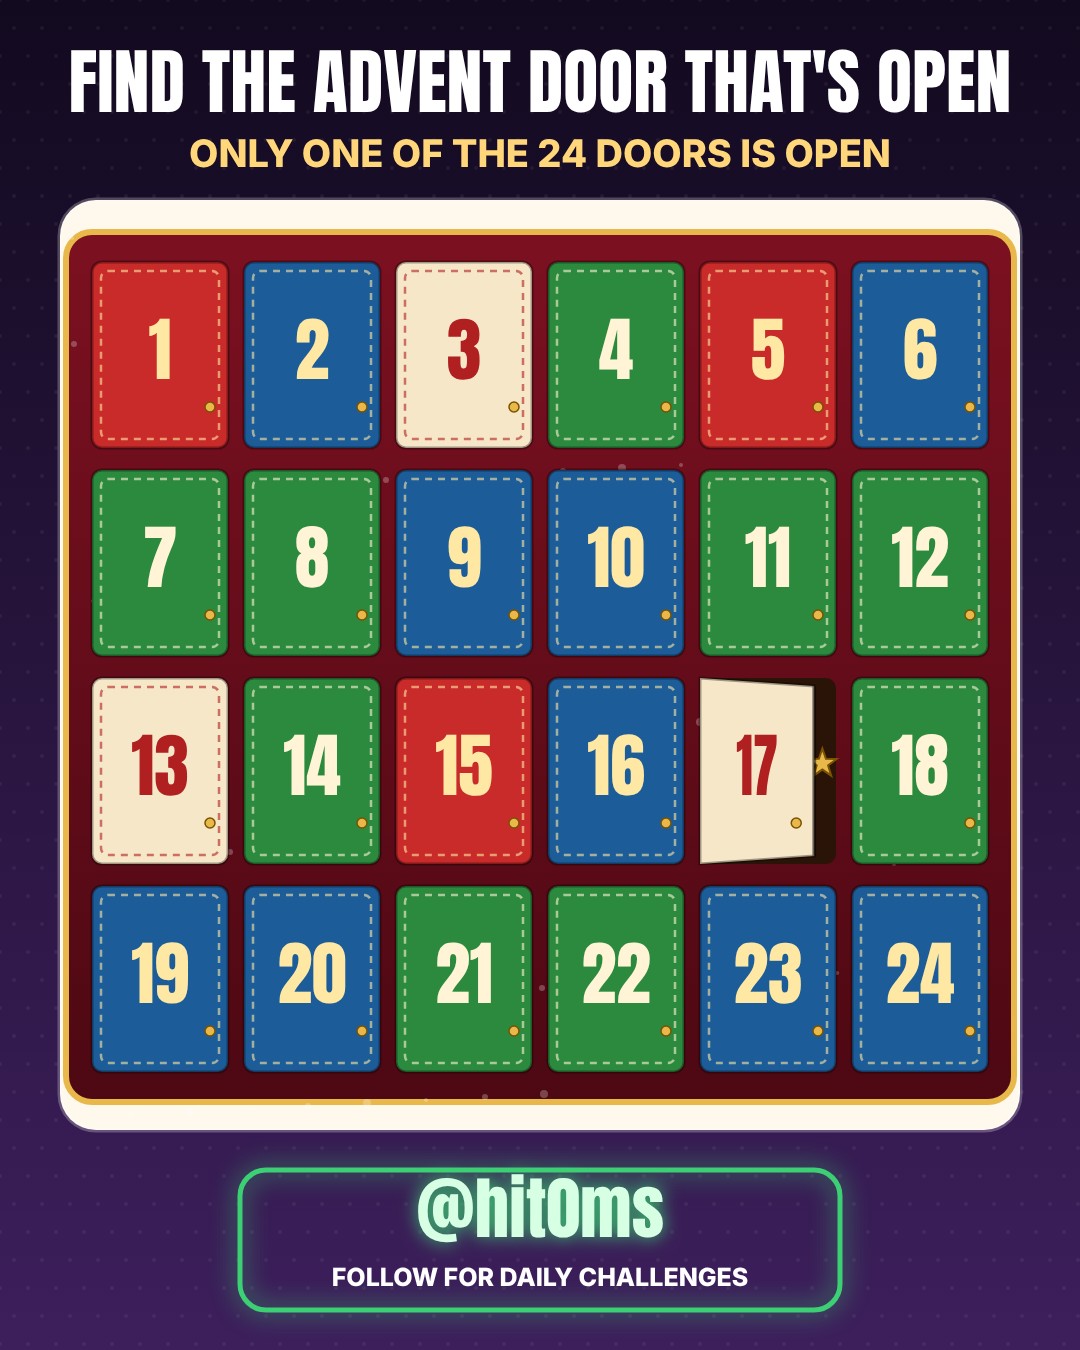 FIND THE ADVENT DOOR THAT'S OPEN
ONLY ONE OF THE 24 DOORS IS OPEN
1 2 3 4 5 6
7 8 9 10 11 12
13 14 15 16 17 18
19 20 21 22 23 24
@hit0ms
FOLLOW FOR DAILY CHALLENGES